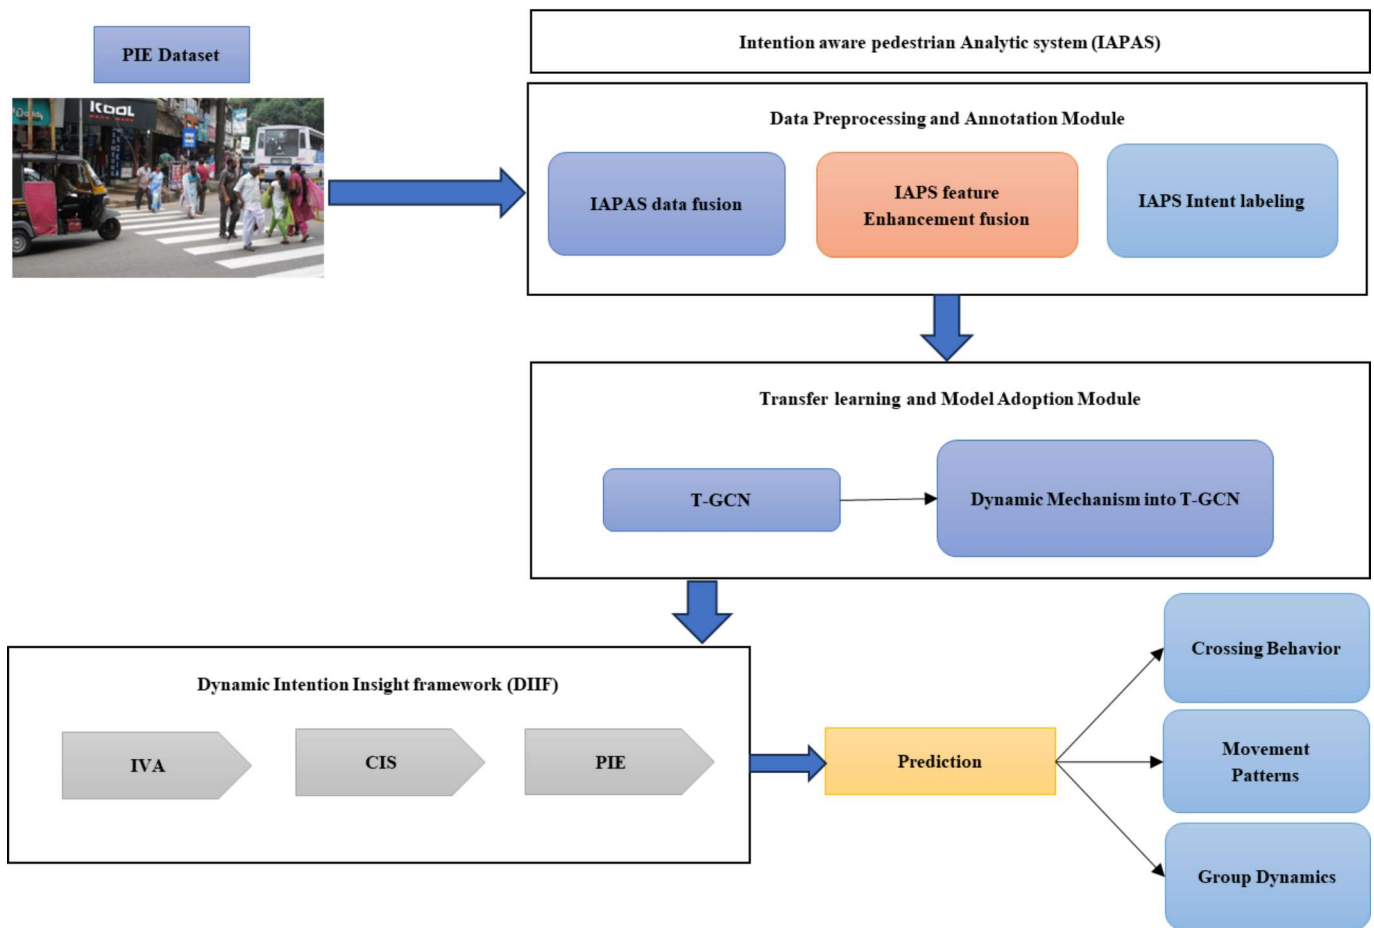 PIE Dataset
Intention aware pedestrian Analytic system (IAPAS)
Data Preprocessing and Annotation Module
IAPAS data fusion
IAPS feature
Enhancement fusion
IAPS Intent labeling
KOOL
Transfer learning and Model Adoption Module
T-GCN
Dynamic Mechanism into T-GCN
Dynamic Intention Insight framework (DIIF)
IVA
CIS
PIE
Prediction
Crossing Behavior
Movement
Patterns
Group Dynamics